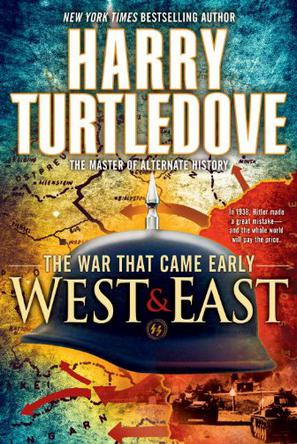 NEW YORK TIMES BESTSELLING AUTHOR
HARRY
TURTLEDOVE
THE MASTER OF ALTERNATE HISTORY
In 1938, Hitler made
a great mistake—
and the whole world
will pay the price.
THE WAR THAT CAME EARLY
WEST & EAST